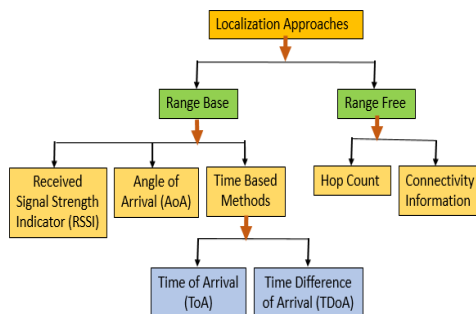 Localization Approaches
Range Base
Range Free
Received
Signal Strength
Indicator (RSSI)
Angle of
Arrival (AoA)
Time Based
Methods
Hop Count
Connectivity
Information
Time of Arrival
(ToA)
Time Difference
of Arrival (TDoA)